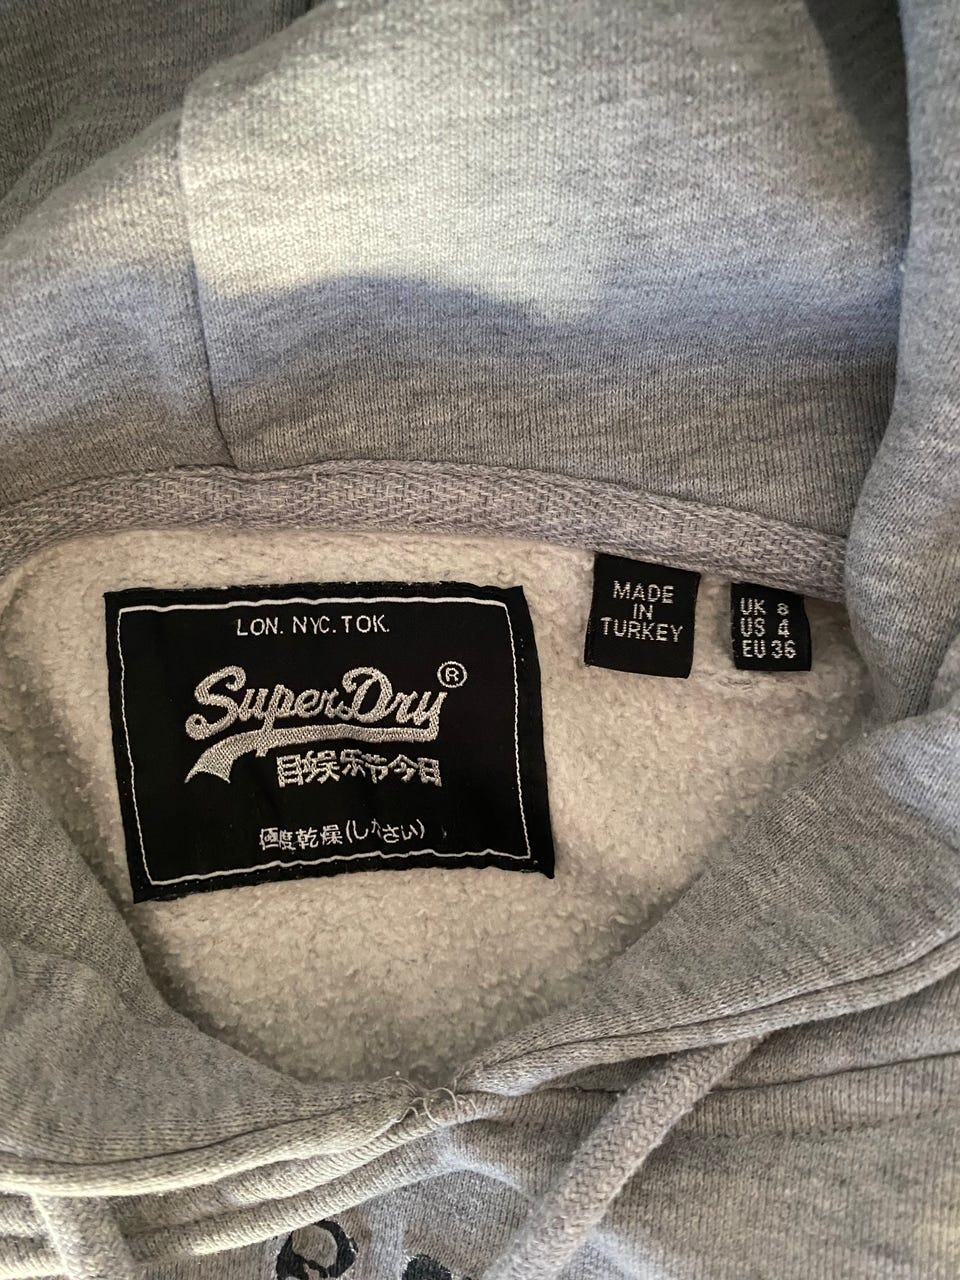 LON. NYC. TOK.
SuperDry®
目娱乐节今日
極度乾燥(しなさい)
MADE
IN
TURKEY
UK 8
US 4
EU 36